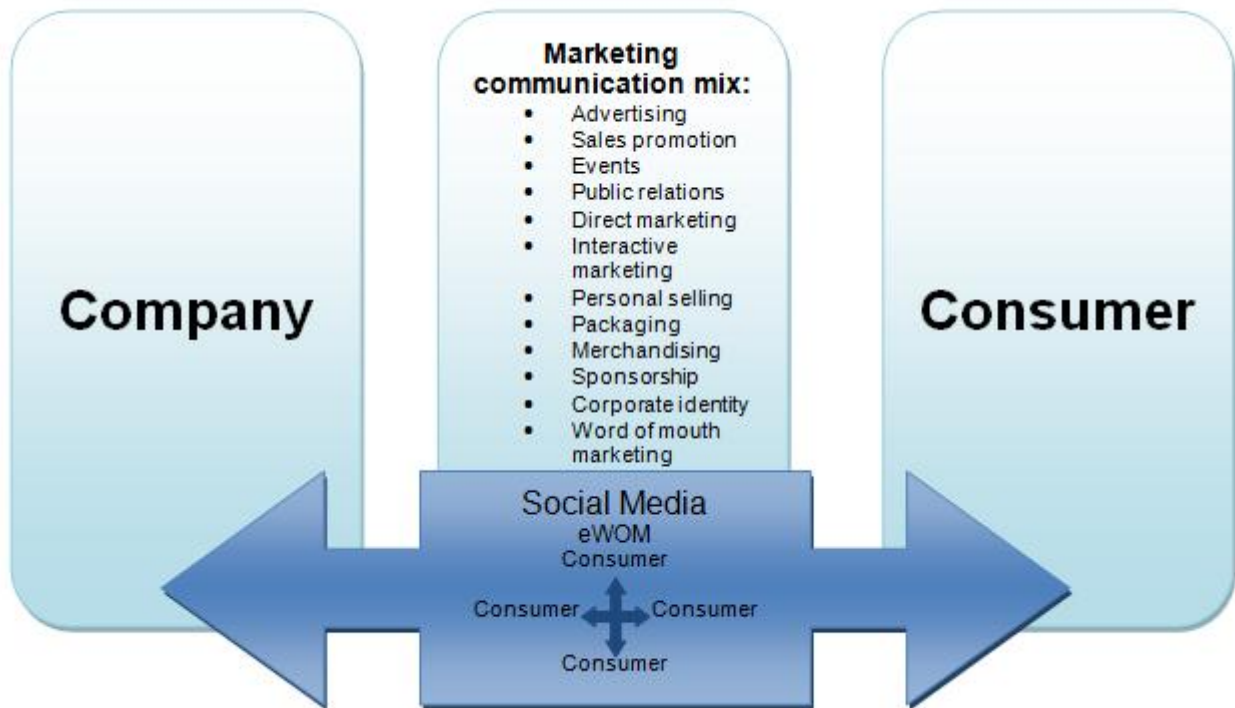 Company
Marketing
communication mix:
• Advertising
• Sales promotion
• Events
• Public relations
• Direct marketing
• Interactive
marketing
• Personal selling
• Packaging
• Merchandising
• Sponsorship
• Corporate identity
• Word of mouth
marketing
Consumer
Social Media
eWOM
Consumer
Consumer Consumer
Consumer